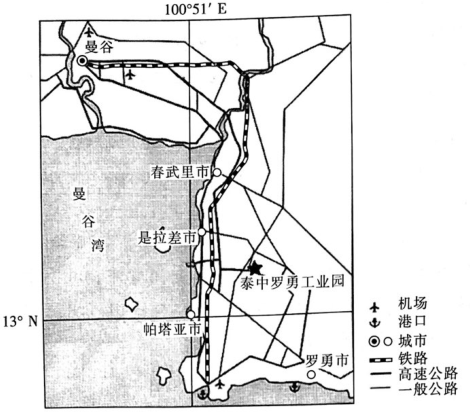 100°51′ E
曼谷
春武里市
曼
谷
湾
是拉差市
泰中罗勇工业园
13° N
帕塔亚市
罗勇市
机场
港口
城市
铁路
高速公路
一般公路